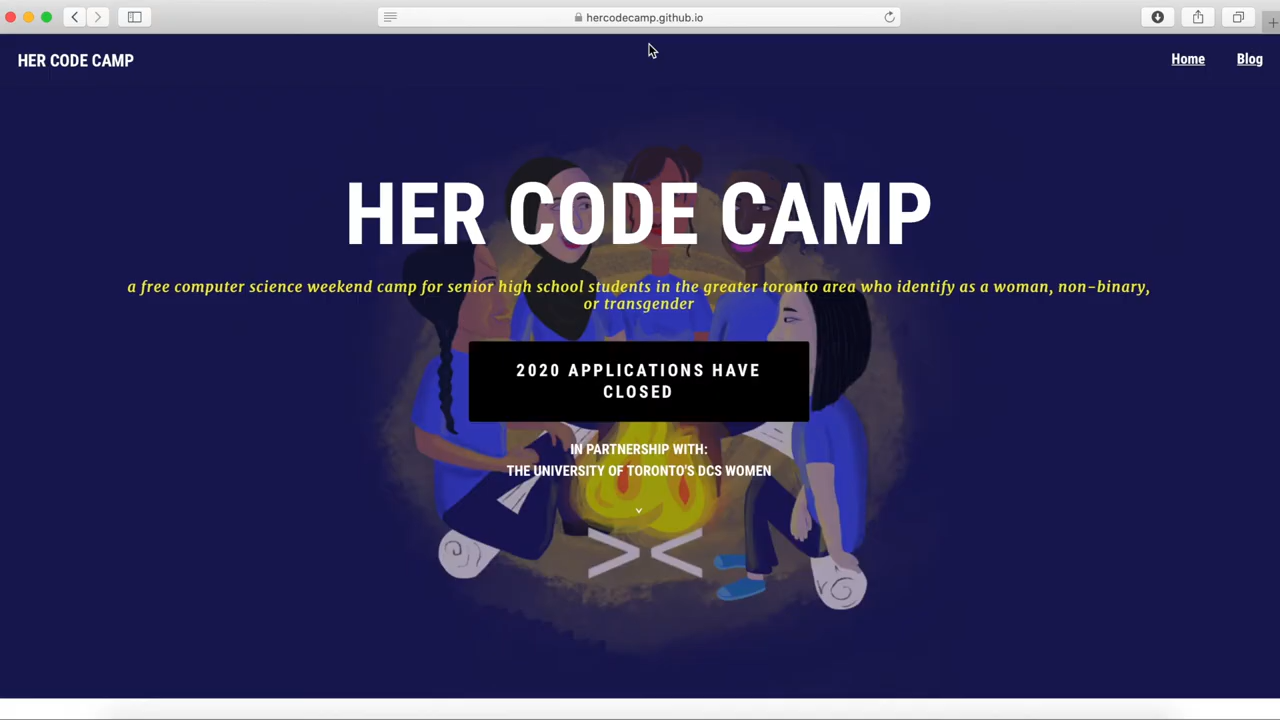 hercodecamp.github.io
HER CODE CAMP
Home
Blog
HER CODE CAMP
a free computer science weekend camp for senior high school students in the greater toronto area who identify as a woman, non-binary,
or transgender
2020 APPLICATIONS HAVE
CLOSED
IN PARTNERSHIP WITH:
THE UNIVERSITY OF TORONTO'S DCS WOMEN